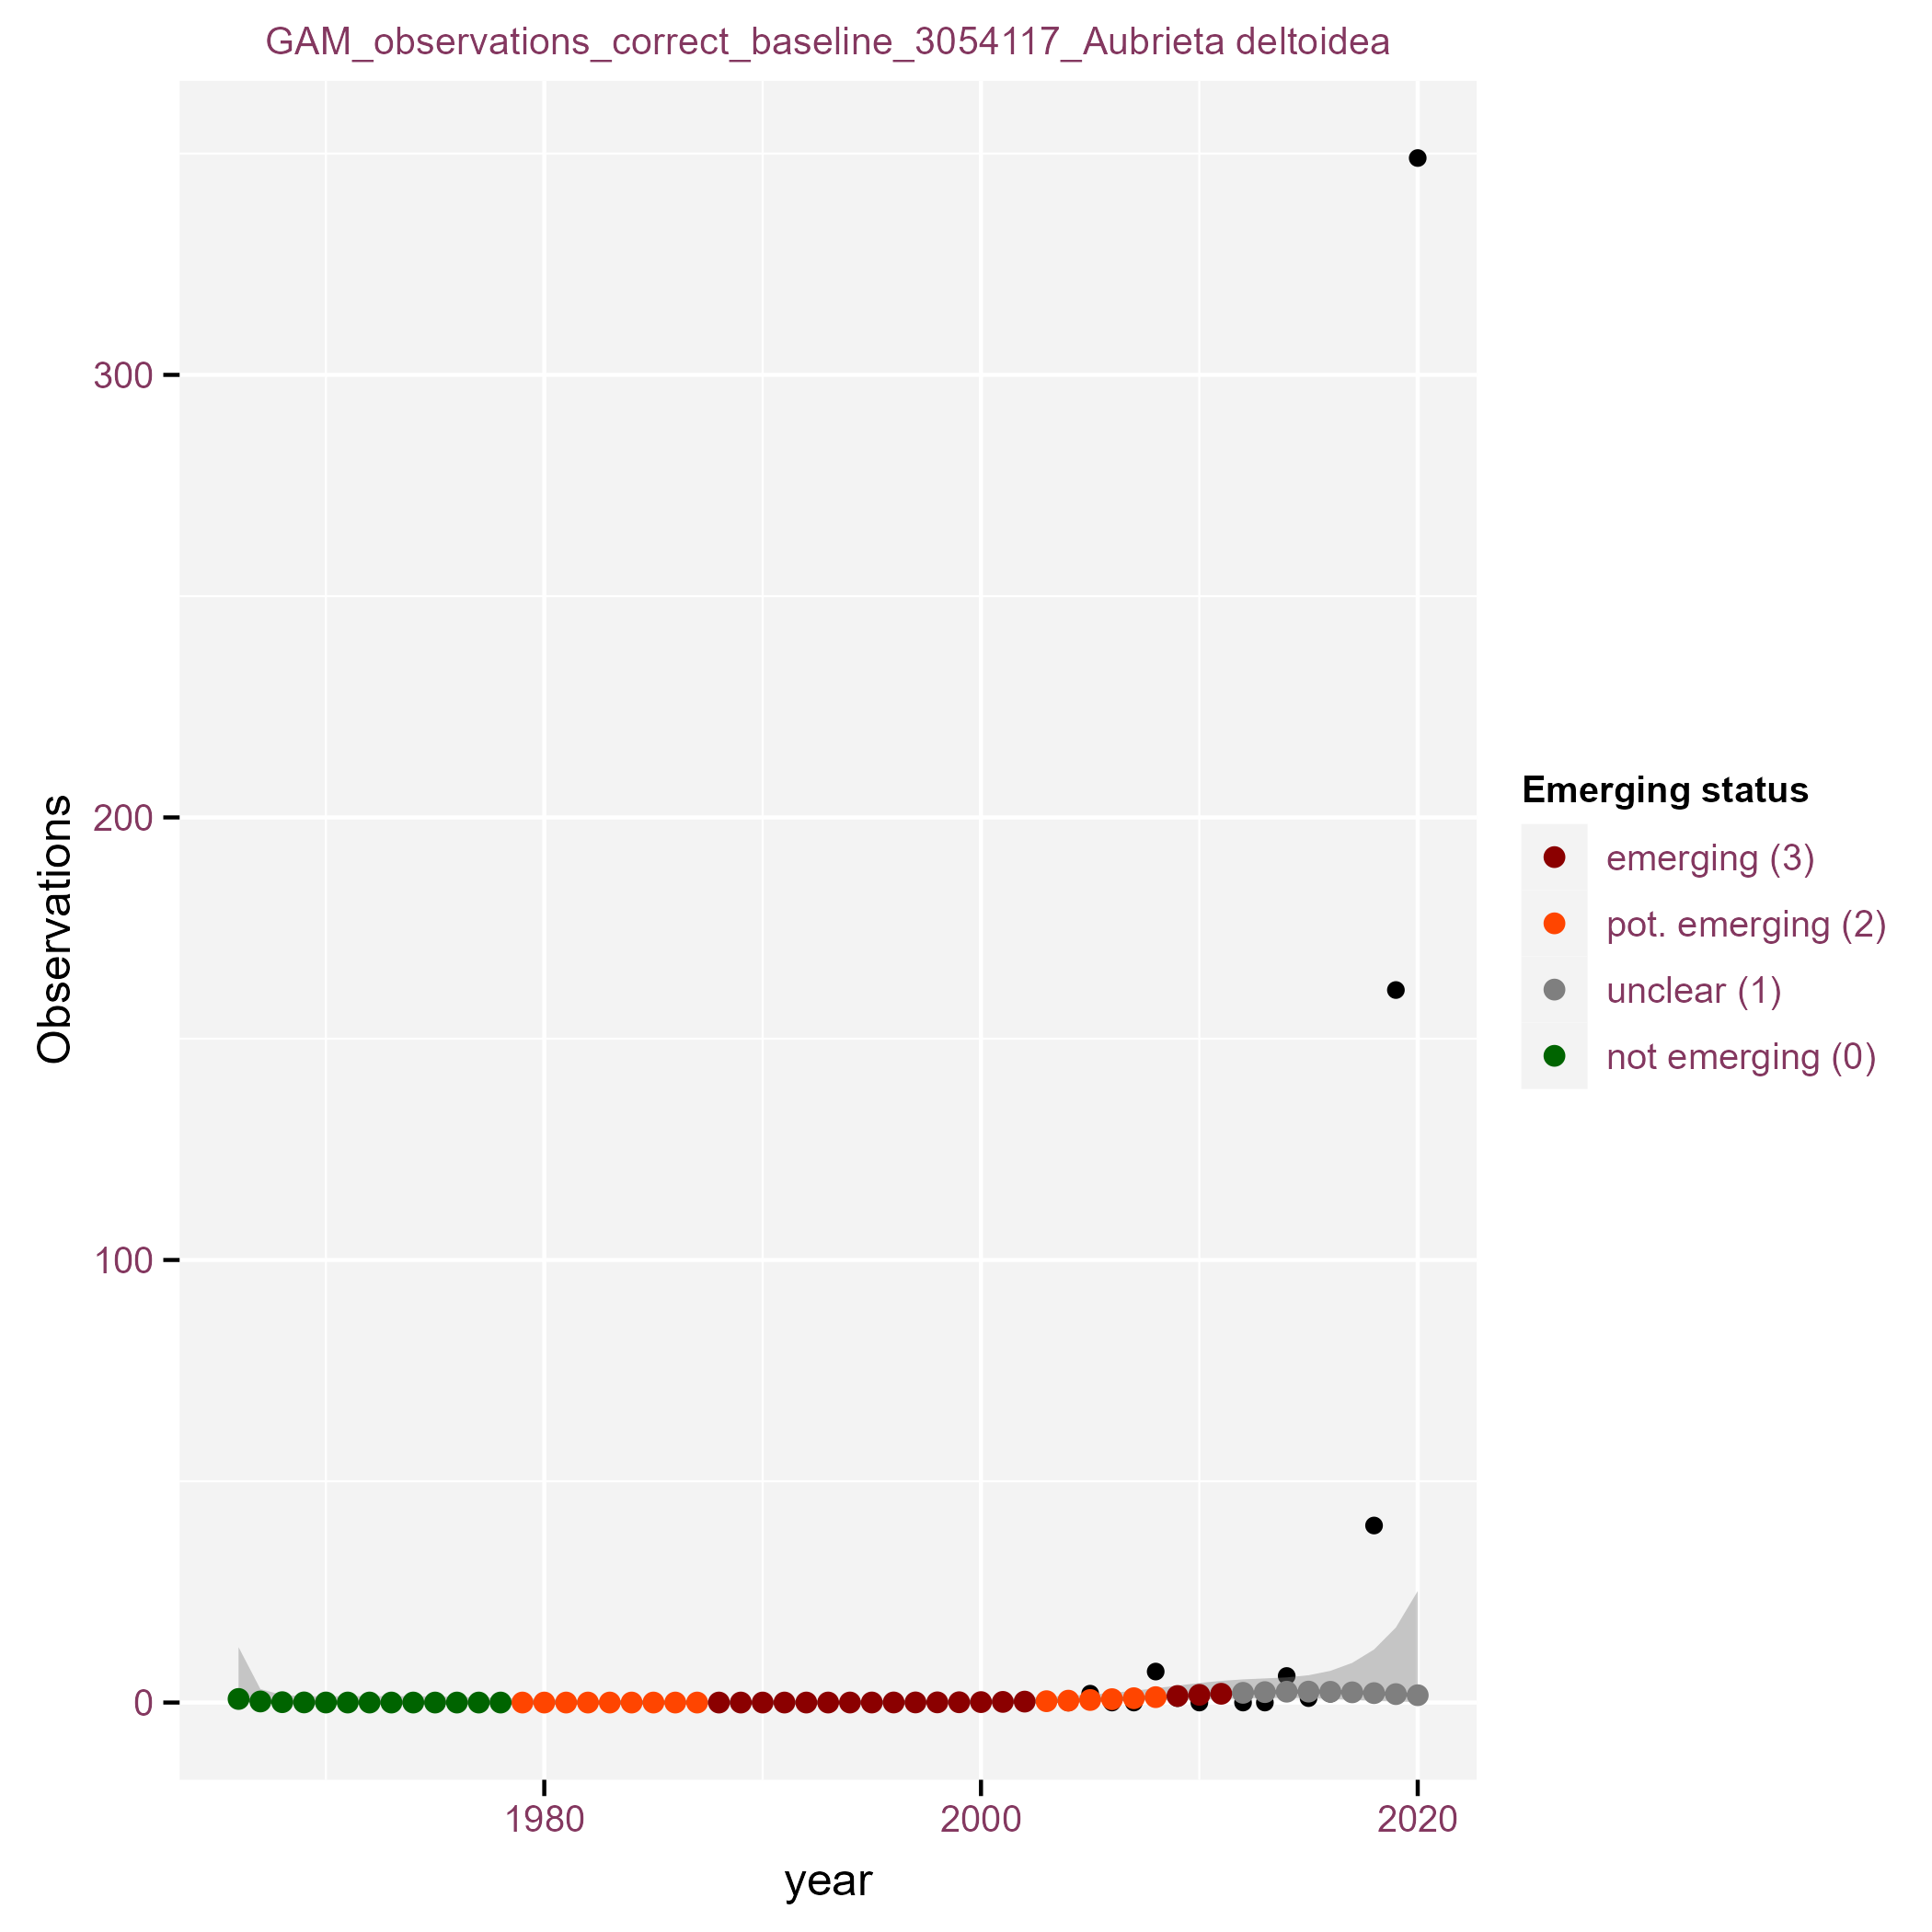 GAM_observations_correct_baseline_3054117_Aubrieta deltoidea
300
200
100
0
Observations
1980
2000
2020
year
Emerging status
emerging (3)
pot. emerging (2)
unclear (1)
not emerging (0)